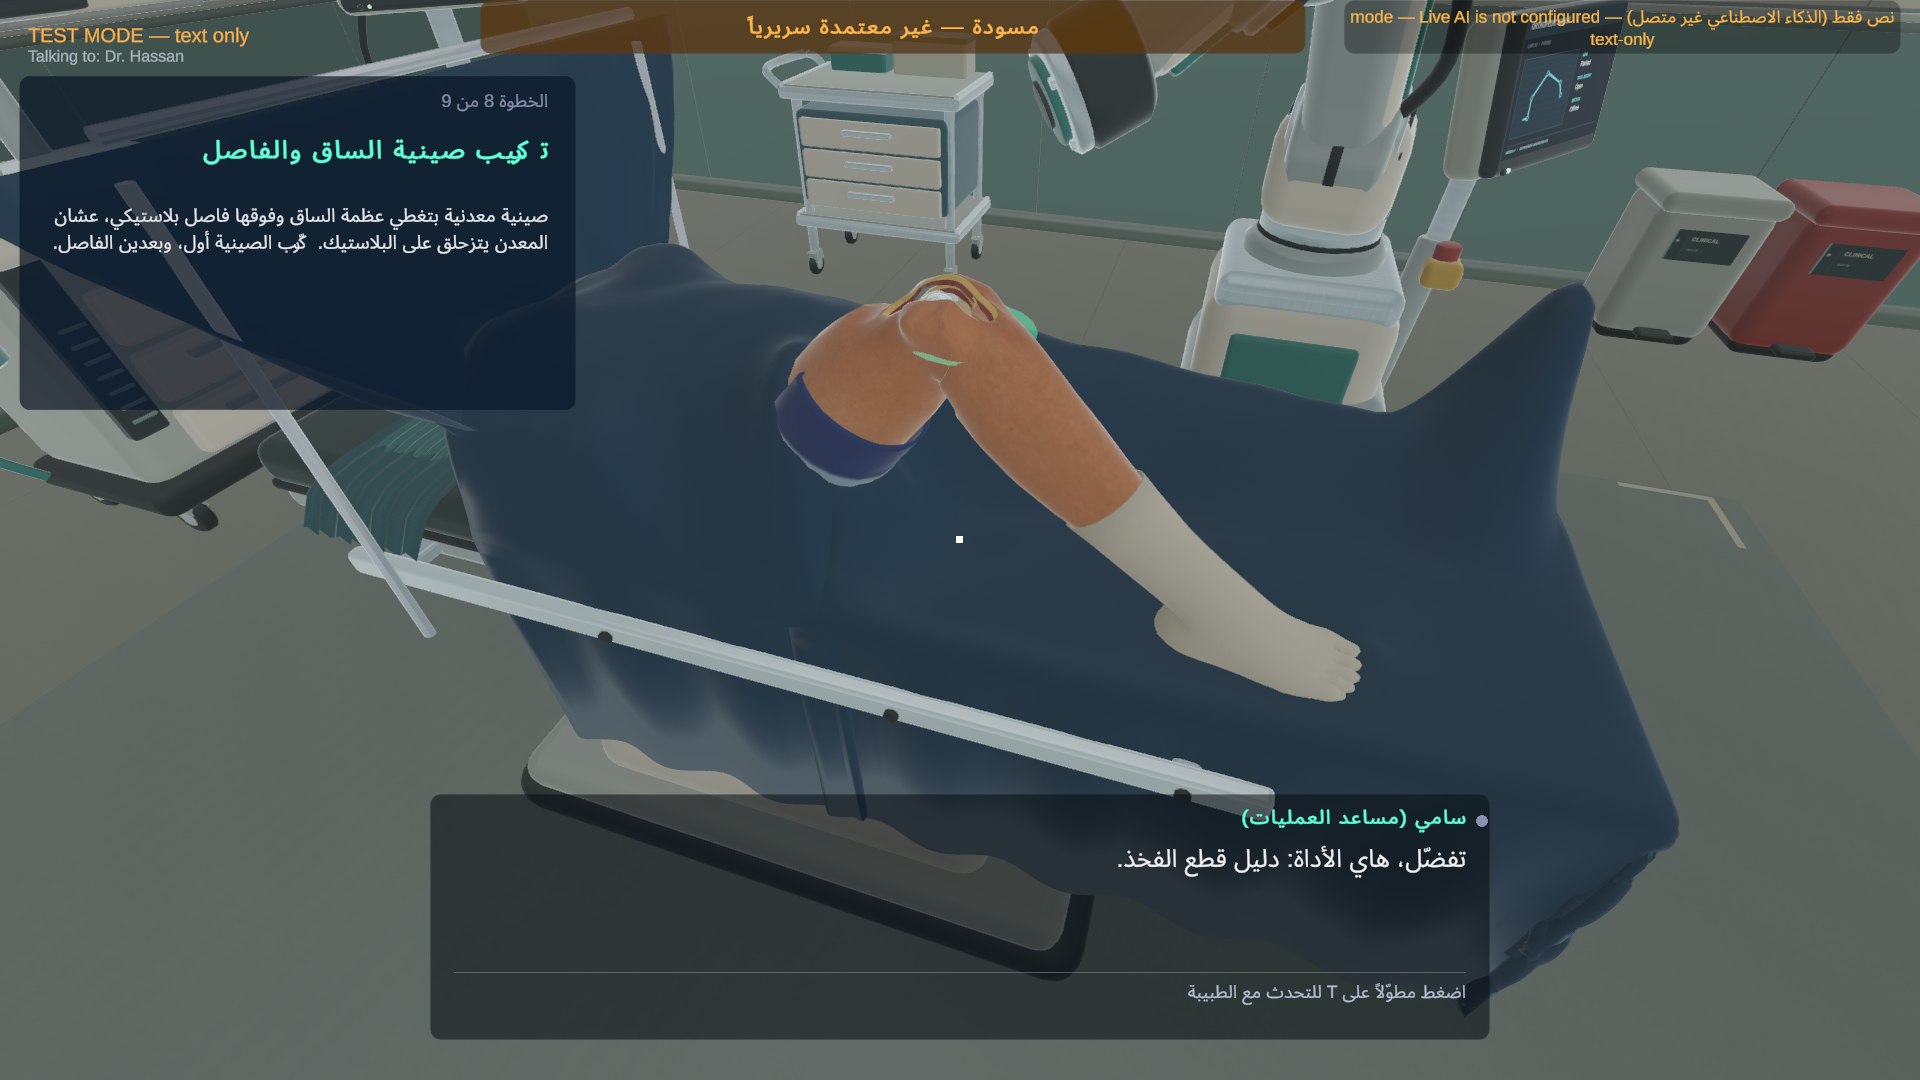 TEST MODE — text only
Talking to: Dr. Hassan
مسودة — غير معتمدة سريرياً
نص فقط (الذكاء الاصطناعي غير متصل) — mode — Live AI is not configured
text-only
الخطوة 8 من 9
تركيب صينية الساق والفاصل
صينية معدنية بتغطي عظمة الساق وفوقها فاصل بلاستيكي، عشان
المعدن يتزحلق على البلاستيك. ركّب الصينية أول، وبعدين الفاصل.
CLINICAL
CLINICAL
سامي (مساعد العمليات)
تفضّل، هاي الأداة: دليل قطع الفخذ.
اضغط مطوّلاً على T للتحدث مع الطبيبة